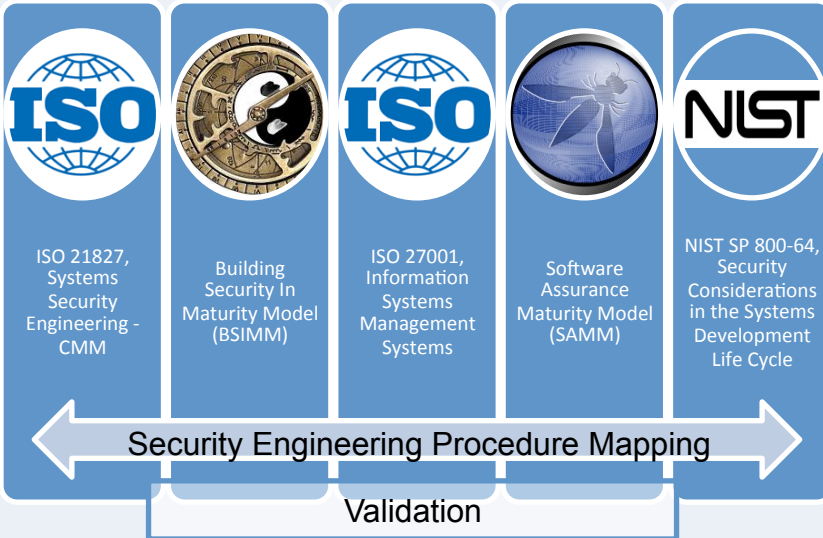 ISO
ISO
NIST
ISO 21827,
Systems
Security
Engineering -
CMM
Building
Security In
Maturity Model
(BSIMM)
ISO 27001,
Information
Systems
Management
Systems
Software
Assurance
Maturity Model
(SAMM)
NIST SP 800-64,
Security
Considerations
in the Systems
Development
Life Cycle
Security Engineering Procedure Mapping
Validation